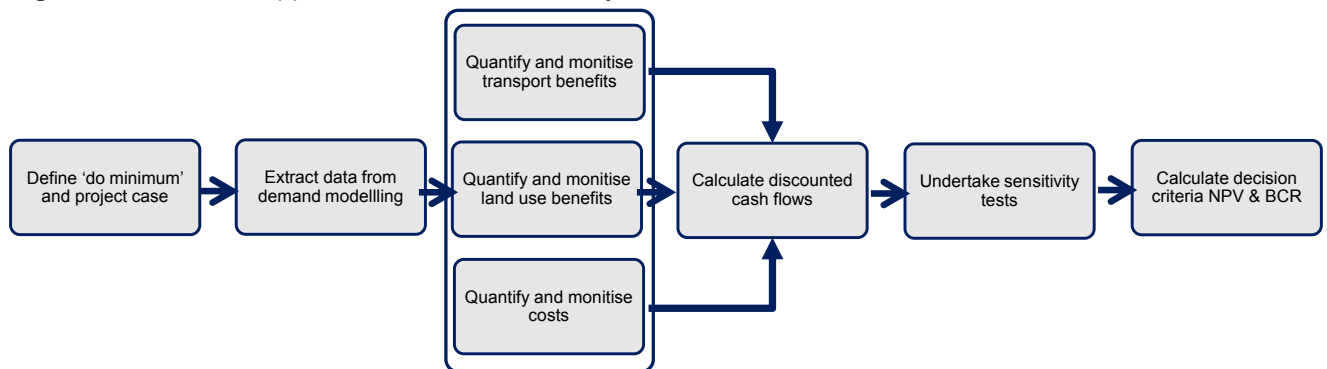 Define ‘do minimum’
and project case
Extract data from
demand modellling
Quantify and monitise
transport benefits
Quantify and monitise
land use benefits
Quantify and monitise
costs
Calculate discounted
cash flows
Undertake sensitivity
tests
Calculate decision
criteria NPV & BCR